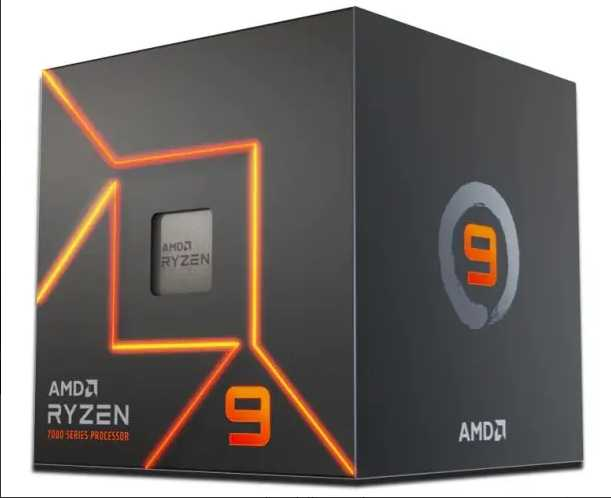 AMD
RYZEN
AMD
RYZEN
7000 SERIES PROCESSOR
9
9
AMD